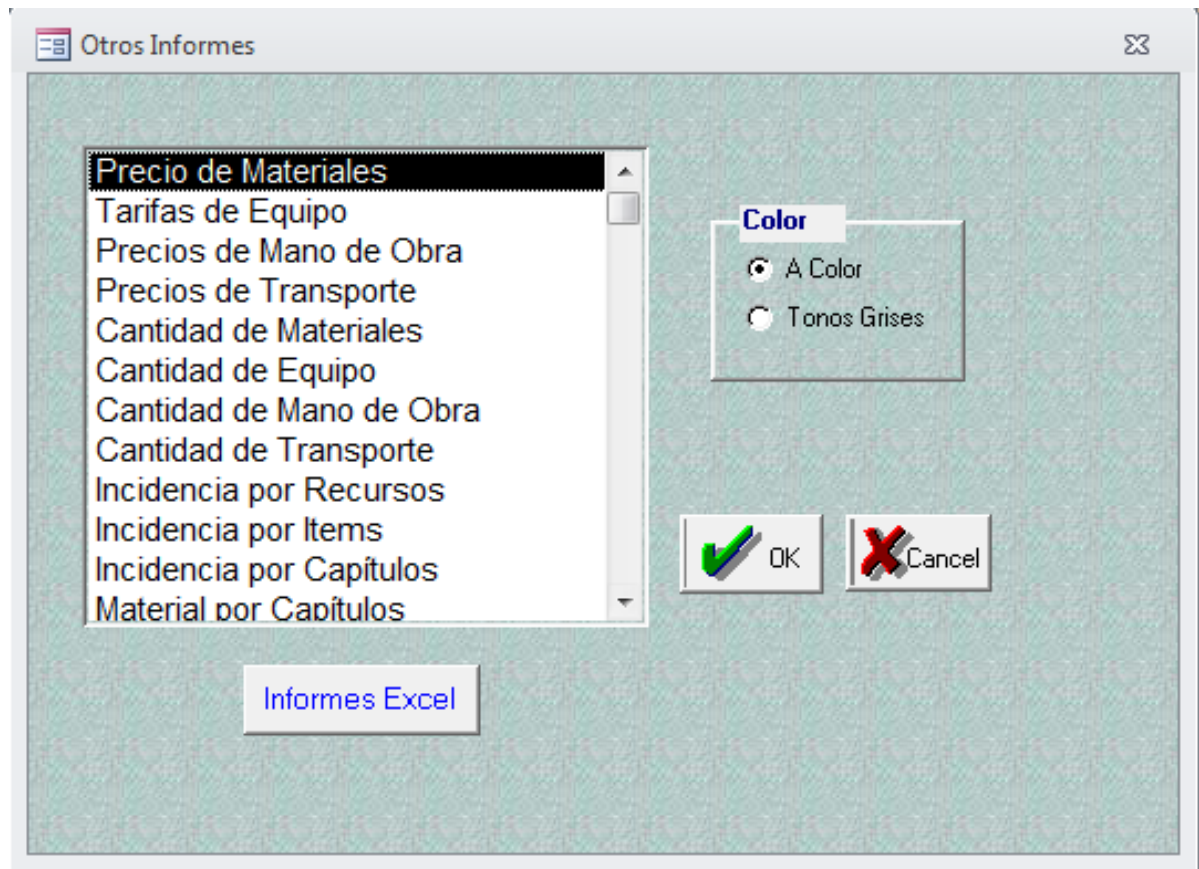 Otros Informes
Precio de Materiales
Tarifas de Equipo
Precios de Mano de Obra
Precios de Transporte
Cantidad de Materiales
Cantidad de Equipo
Cantidad de Mano de Obra
Cantidad de Transporte
Incidencia por Recursos
Incidencia por Items
Incidencia por Capítulos
Material por Capítulos
Color
A Color
Tonos Grises
OK
Cancel
Informes Excel